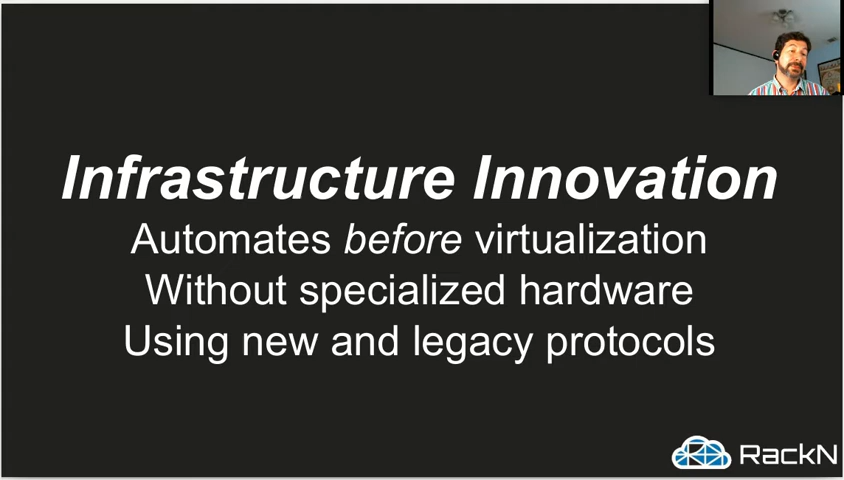 Infrastructure Innovation
Automates before virtualization
Without specialized hardware
Using new and legacy protocols
RackN